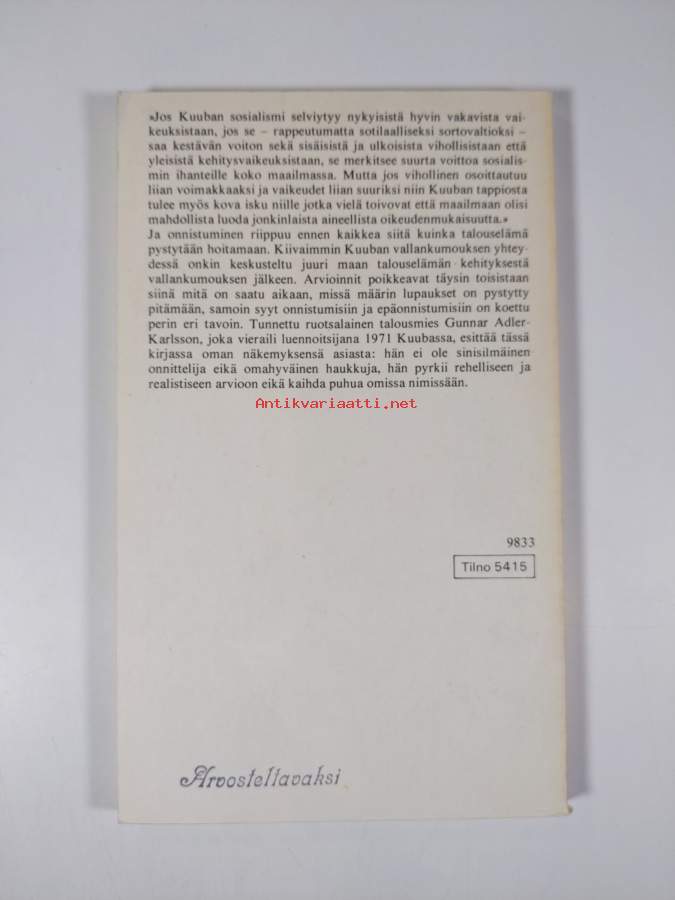 »Jos Kuuban sosialismi selviytyy nykyisistä hyvin vakavista vai-
keuksistaan, jos se – rappeutumatta sotilaalliseksi sortovaltioksi –
saa kestävän voiton sekä sisäisistä ja ulkoisista vihollisistaan että
yleisistä kehitysvaikeuksistaan, se merkitsee suurta voittoa sosialis-
min ihanteille koko maailmassa. Mutta jos vihollinen osoittautuu
liian voimakkaaksi ja vaikeudet liian suuriksi niin Kuuban tappiosta
tulee myös kova isku niille jotka vielä toivovat että maailmaan olisi
mahdollista luoda jonkinlaista aineellista oikeudenmukaisuutta.»
Ja onnistuminen riippuu ennen kaikkea siitä kuinka talouselämä
pystytään hoitamaan. Kiivaimmin Kuuban vallankumouksen yhtey-
dessä onkin keskusteltu juuri maan talouselämän kehityksestä
vallankumouksen jälkeen. Arvioinnit poikkeavat täysin toisistaan
siinä mitä on saatu aikaan, missä määrin lupaukset on pystytty
pitämään, samoin syyt onnistumisiin ja epäonnistumisiin on koettu
perin eri tavoin. Tunnettu ruotsalainen talousmies Gunnar Adler-
Karlsson, joka vieraili luennoitsijana 1971 Kuubassa, esittää tässä
kirjassa oman näkemyksensä asiasta: hän ei ole sinisilmäinen
onnittelija eikä omahyväinen haukkuja, hän pyrkii rehelliseen ja
realistiseen arvioon eikä kaihda puhua omissa nimissään.
Antikvariaatti.net
9833
Tilno 5415
Arvosteltavaksi